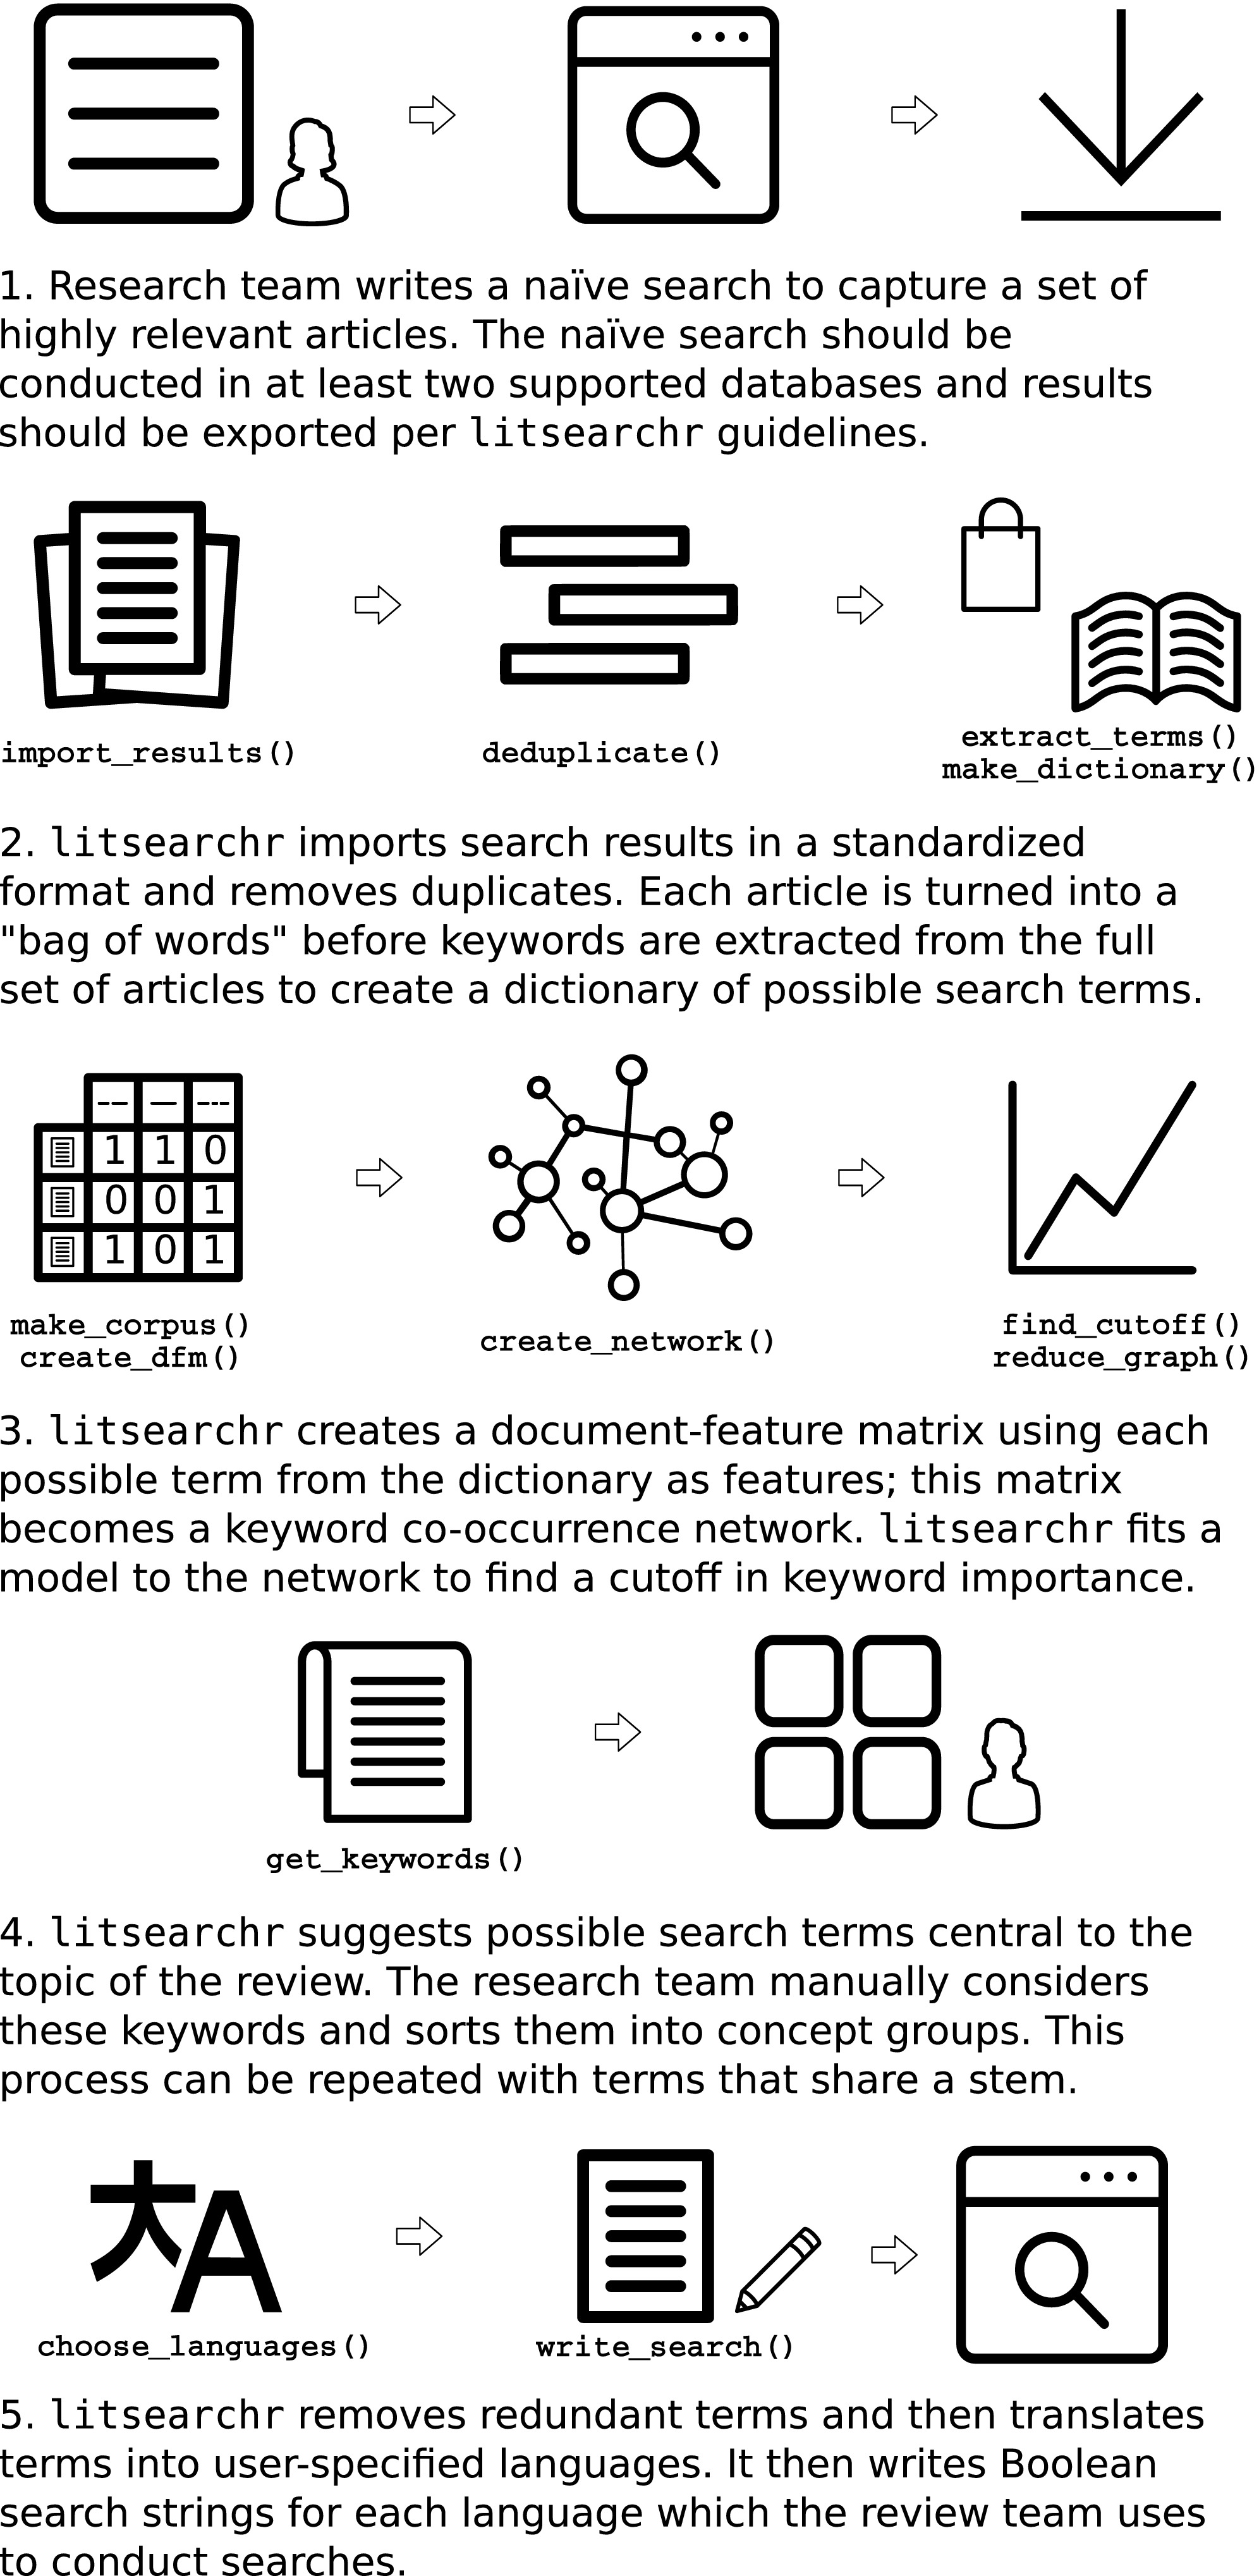 1. Research team writes a naïve search to capture a set of
highly relevant articles. The naïve search should be
conducted in at least two supported databases and results
should be exported per litsearchr guidelines.
import_results()
deduplicate()
extract_terms()
make_dictionary()
2. litsearchr imports search results in a standardized
format and removes duplicates. Each article is turned into a
"bag of words" before keywords are extracted from the full
set of articles to create a dictionary of possible search terms.
1 1 0
0 0 1
1 0 1
make_corpus()
create_dfm()
create_network()
find_cutoff()
reduce_graph()
3. litsearchr creates a document-feature matrix using each
possible term from the dictionary as features; this matrix
becomes a keyword co-occurrence network. litsearchr fits a
model to the network to find a cutoff in keyword importance.
get_keywords()
4. litsearchr suggests possible search terms central to the
topic of the review. The research team manually considers
these keywords and sorts them into concept groups. This
process can be repeated with terms that share a stem.
A
choose_languages()
write_search()
5. litsearchr removes redundant terms and then translates
terms into user-specified languages. It then writes Boolean
search strings for each language which the review team uses
to conduct searches.